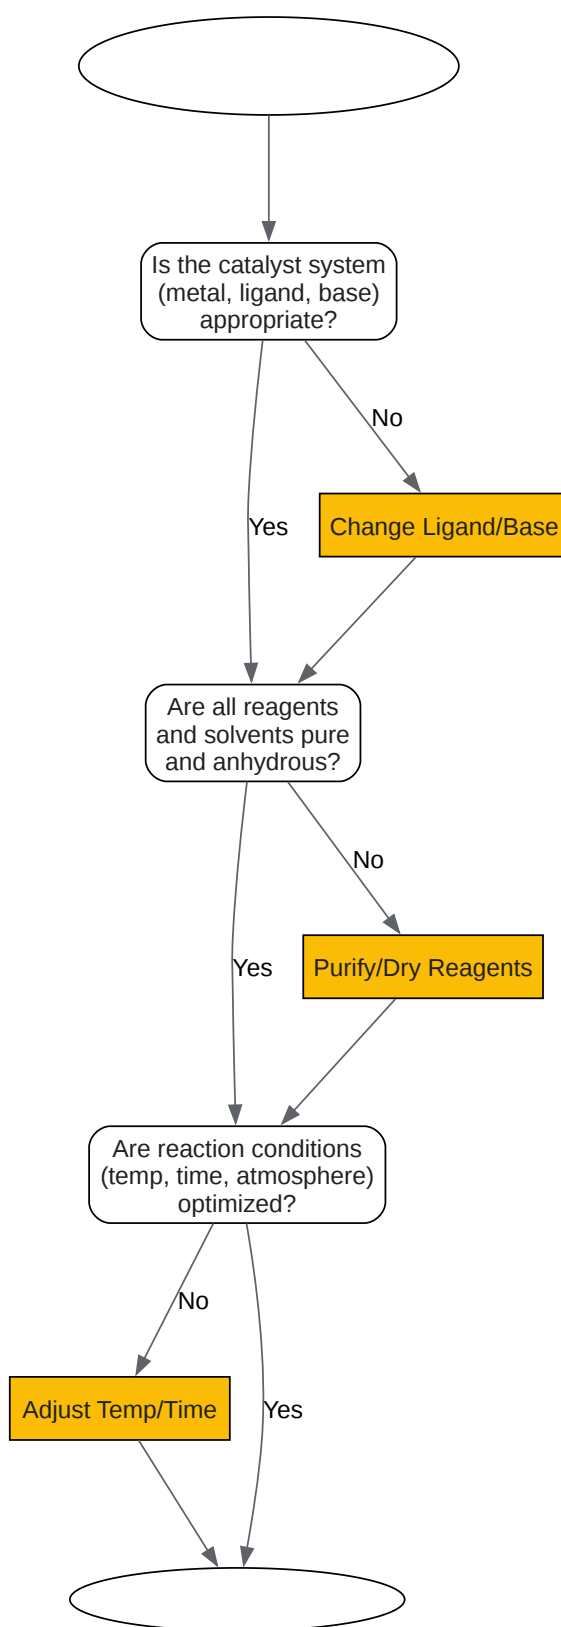 Is the catalyst system
(metal, ligand, base)
appropriate?
No
Yes
Change Ligand/Base
Are all reagents
and solvents pure
and anhydrous?
No
Yes
Purify/Dry Reagents
Are reaction conditions
(temp, time, atmosphere)
optimized?
No
Adjust Temp/Time
Yes